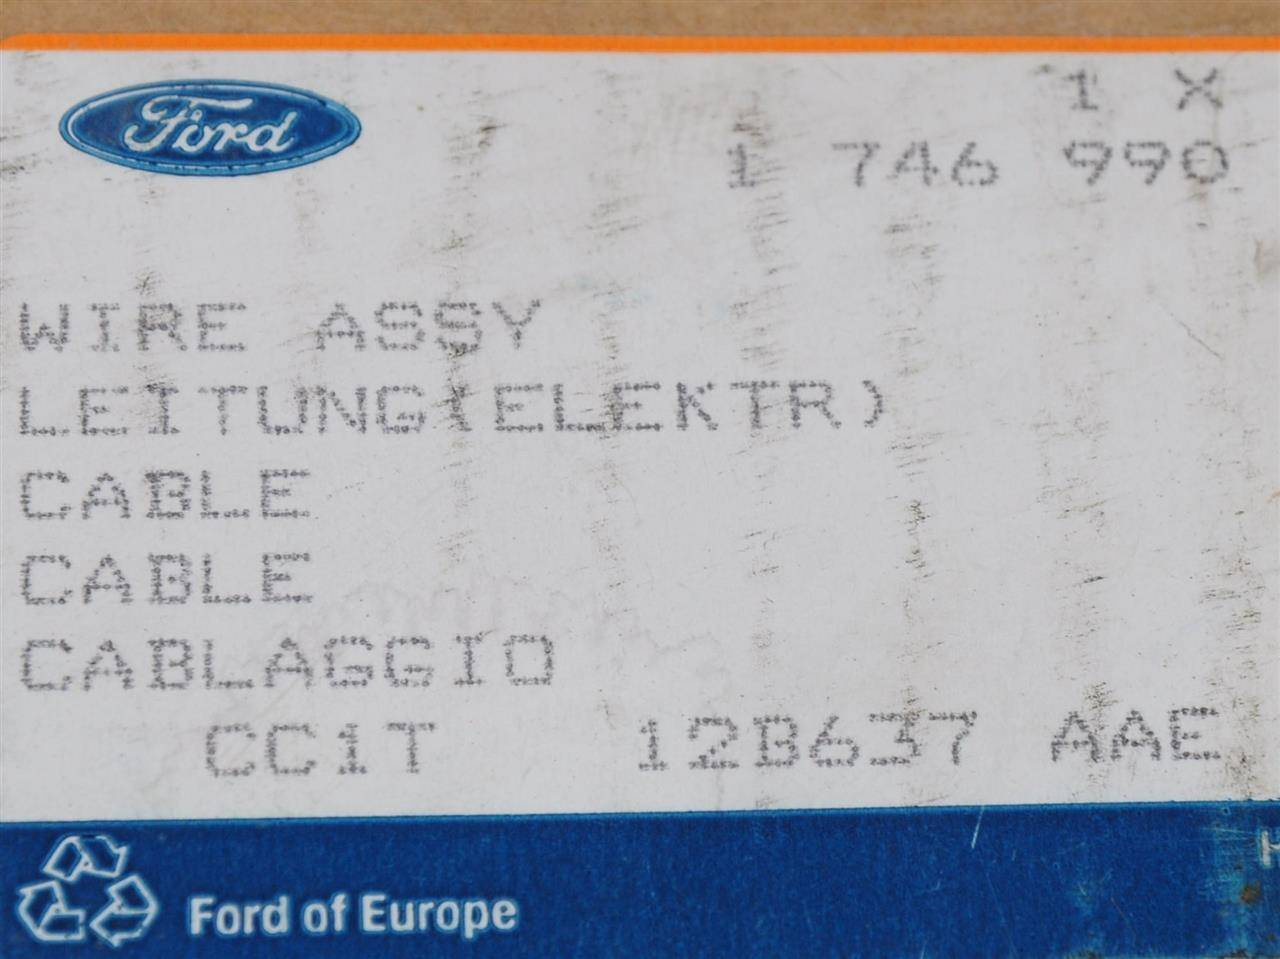 Ford
1 X
1 746 990
WIRE ASSY
LEITUNG(ELEKTR)
CABLE
CABLE
CABLAGGIO
CC1T 12B637 AAE
Ford of Europe